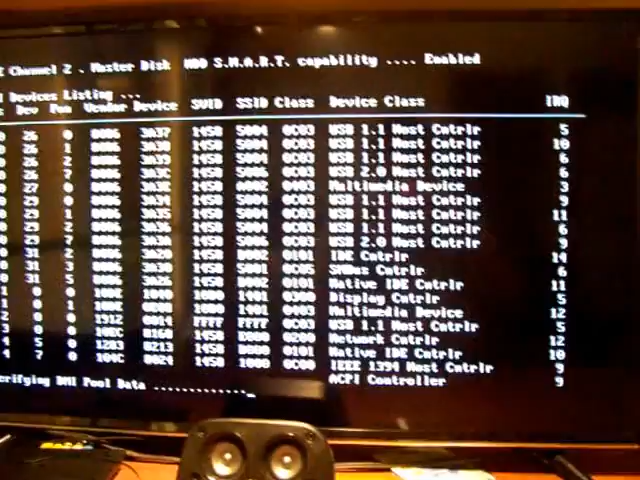 Channel 2 . Master Disk HDD S.M.A.R.T. capability .... Enabled
Devices Listing ...
Dev Fun Vendor Device SVID SSID Class Device Class IRQ
26 0 8086 3A37 1458 5004 0C03 USB 1.1 Host Cntrlr 5
26 1 8086 3A38 1458 5004 0C03 USB 1.1 Host Cntrlr 10
26 2 8086 3A39 1458 5004 0C03 USB 1.1 Host Cntrlr 6
26 7 8086 3A3C 1458 5006 0C03 USB 2.0 Host Cntrlr 6
27 0 8086 3A3E 1458 A002 0403 Multimedia Device 3
29 0 8086 3A34 1458 5004 0C03 USB 1.1 Host Cntrlr 9
29 1 8086 3A35 1458 5004 0C03 USB 1.1 Host Cntrlr 11
29 2 8086 3A36 1458 5004 0C03 USB 1.1 Host Cntrlr 6
29 7 8086 3A3A 1458 5006 0C03 USB 2.0 Host Cntrlr 9
31 2 8086 3A20 1458 B002 0101 IDE Cntrlr 14
31 3 8086 3A30 1458 5001 0C05 SMBus Cntrlr 6
31 5 8086 3A26 1458 B002 0101 Native IDE Cntrlr 11
0 0 1401 0300 Display Cntrlr 5
0 1401 0403 Multimedia Device 12
0 0 1912 0014 FFFF FFFF 0C03 USB 1.1 Host Cntrlr 5
0 0 10EC 8168 1458 E000 0200 Network Cntrlr 12
5 0 1283 8213 1458 B000 0101 Native IDE Cntrlr 10
7 0 104C 8024 1458 1000 0C00 IEEE 1394 Host Cntrlr 9
ACPI Controller 9
erifying DMI Pool Data ............